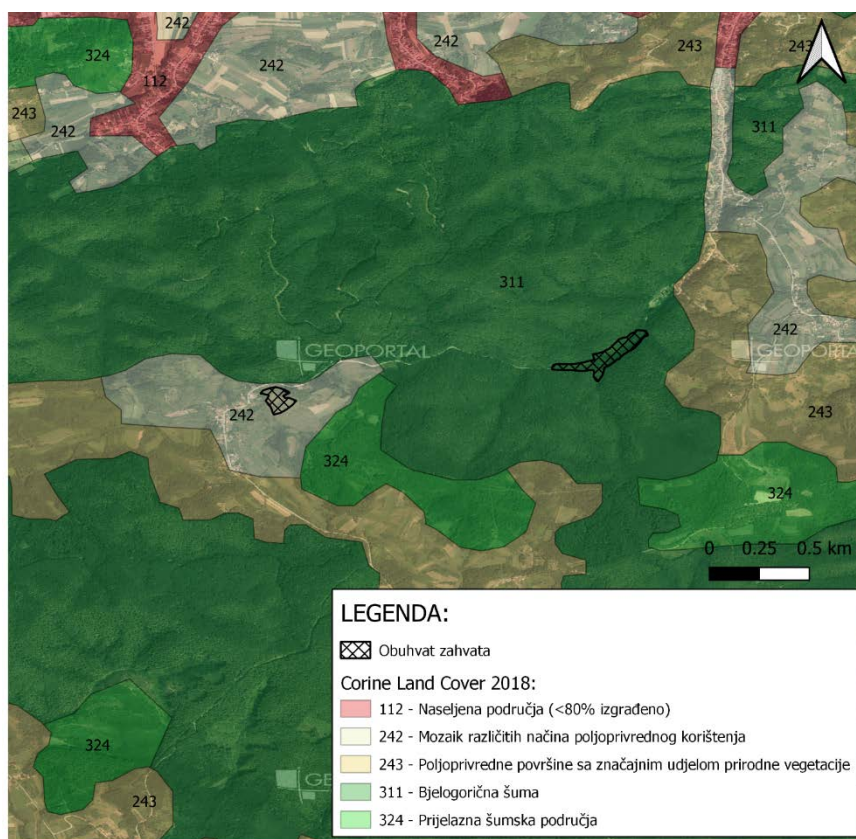 242
324
112
242
242
243
243
243
242
311
311
GEOPORTAL
242
242
243
324
324
0 0.25 0.5 km
324
243
GE
LEGENDA:
Obuhvat zahvata
Corine Land Cover 2018:
112 - Naseljena područja (<80% izgrađeno)
242 - Mozaik različitih načina poljoprivrednog korištenja
243 - Poljoprivredne površine sa značajnim udjelom prirodne vegetacije
311 - Bjelogorična šuma
324 - Prijelazna šumska područja